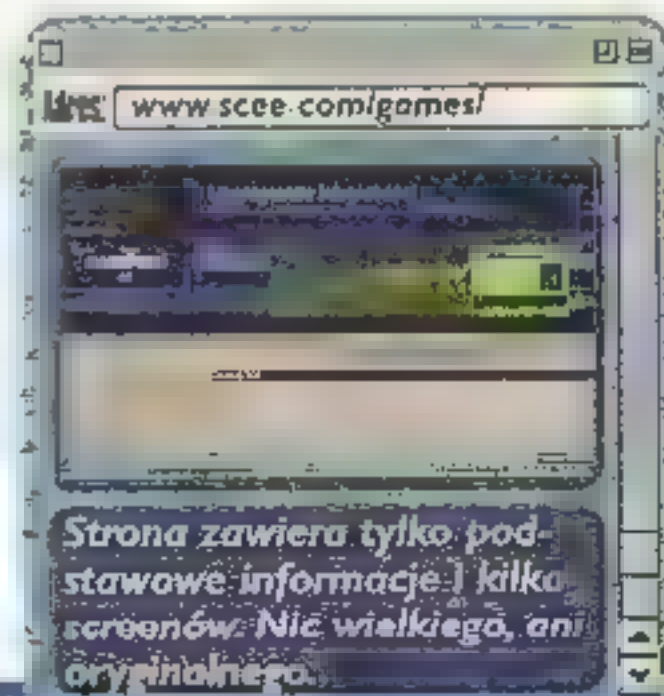 Adres: www.scee.com/games/
Strona zawiera tylko pod-
stawowe informacje i kilka
screenów. Nic wielkiego, ani
oryginalnego.